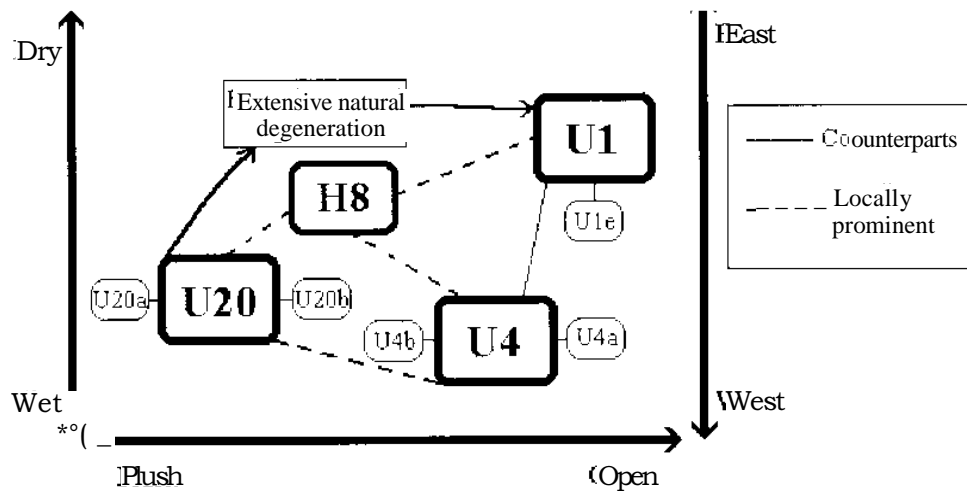 Dry
East
Extensive natural
degeneration
U1
Counterparts
H8
U1e
Locally
prominent
U20a
U20
U20b
U4b
U4
U4a
Wet
West
*°( _
Plush
Open